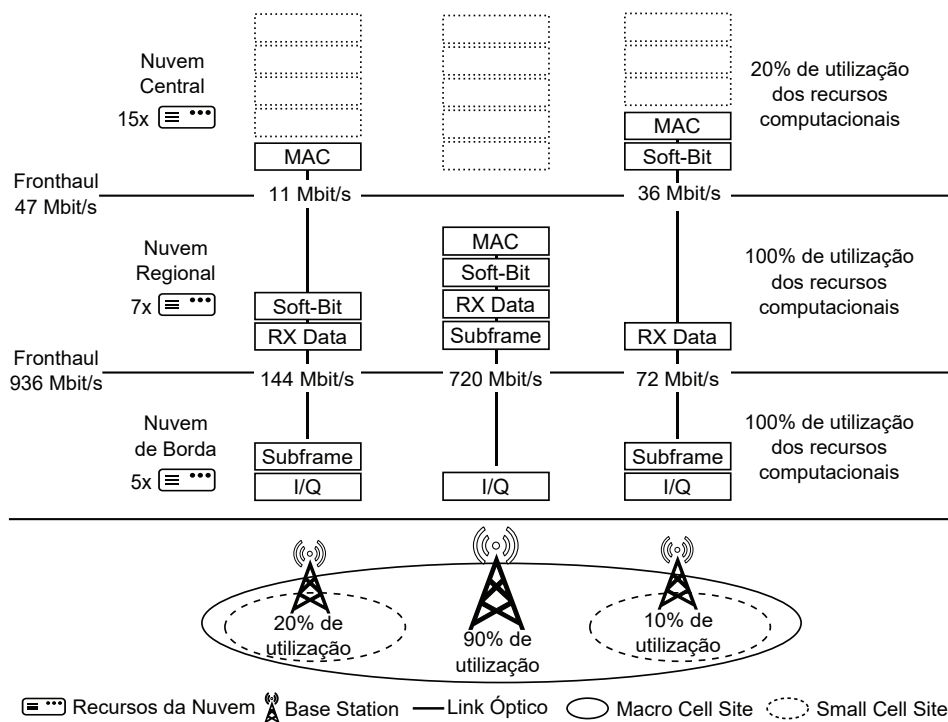 Nuvem
Central
15x
MAC
MAC
Soft-Bit
20% de utilização
dos recursos
computacionais
Fronthaul
47 Mbit/s
11 Mbit/s
36 Mbit/s
Nuvem
Regional
7x
Soft-Bit
RX Data
MAC
Soft-Bit
RX Data
Subframe
RX Data
100% de utilização
dos recursos
computacionais
Fronthaul
936 Mbit/s
144 Mbit/s
720 Mbit/s
72 Mbit/s
Nuvem
de Borda
5x
Subframe
I/Q
I/Q
Subframe
I/Q
100% de utilização
dos recursos
computacionais
20% de
utilização
90% de
utilização
10% de
utilização
Recursos da Nuvem
Base Station
Link Óptico
Macro Cell Site
Small Cell Site